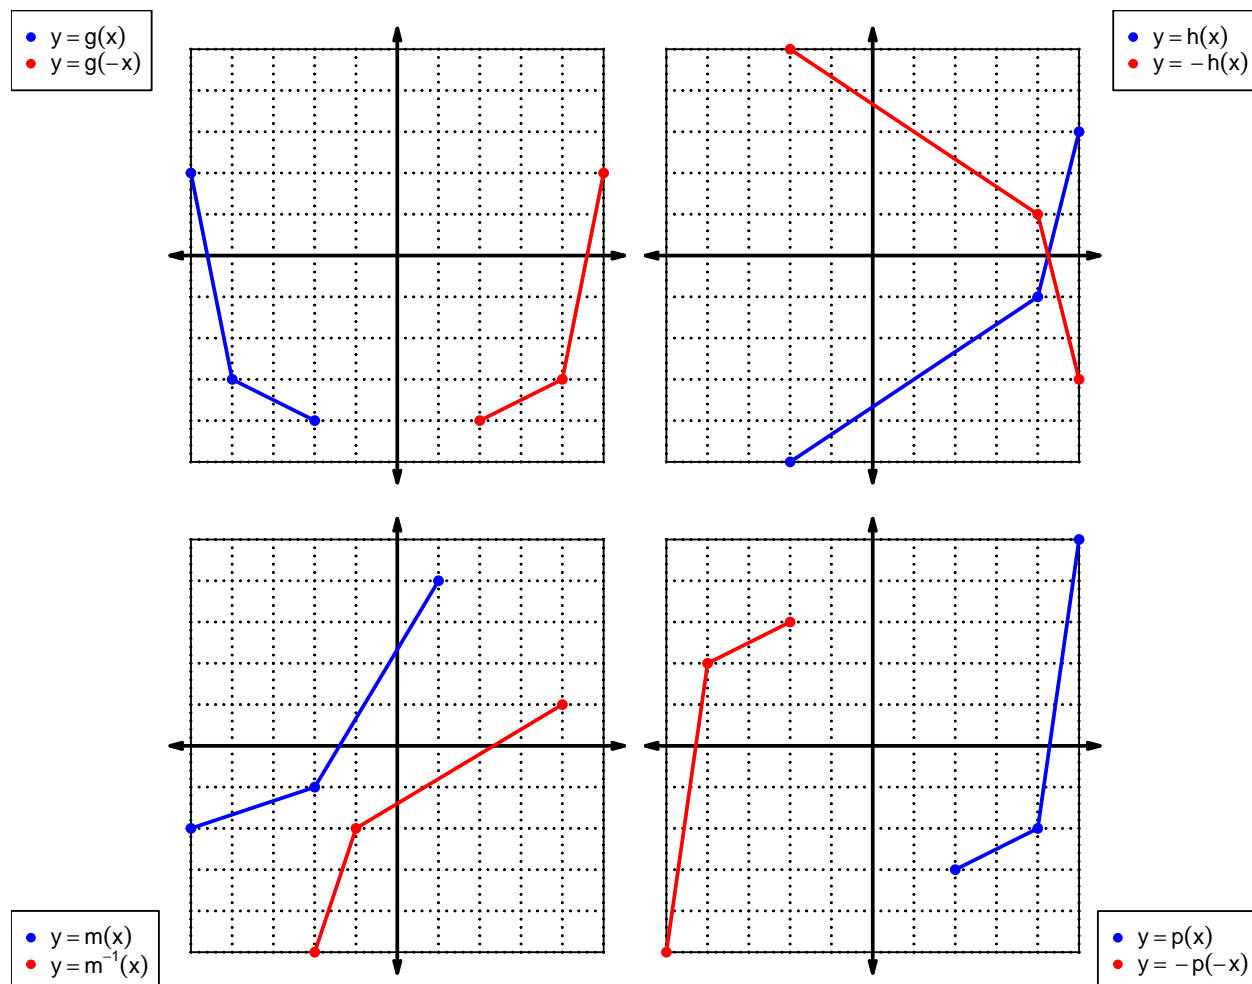 y = g(x)
y = g(−x)
y = h(x)
y = −h(x)
y = m(x)
y = m⁻¹(x)
y = p(x)
y = −p(−x)